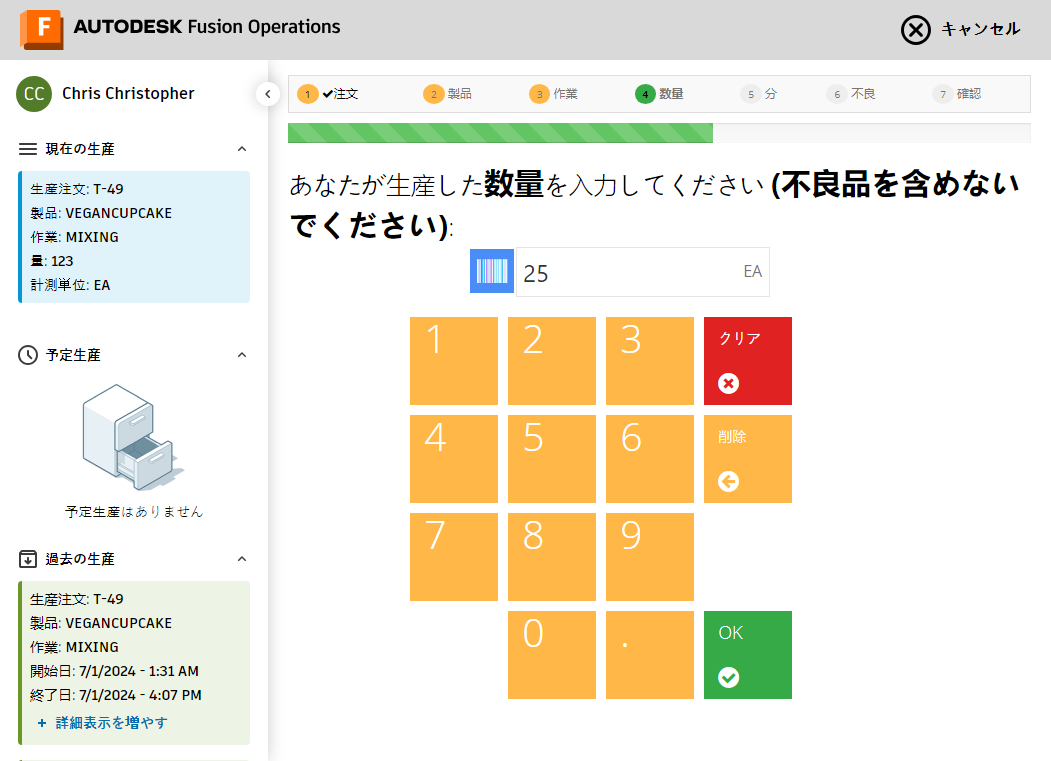 F AUTODESK Fusion Operations
キャンセル
CC Chris Christopher
現在の生産
生産注文: T-49
製品: VEGANCUPCAKE
作業: MIXING
量: 123
計測単位: EA
予定生産
予定生産はありません
過去の生産
生産注文: T-49
製品: VEGANCUPCAKE
作業: MIXING
開始日: 7/1/2024 - 1:31 AM
終了日: 7/1/2024 - 4:07 PM
+ 詳細表示を増やす
1 注文 2 製品 3 作業 4 数量 5 分 6 不良 7 確認
あなたが生産した数量を入力してください (不良品を含めない
でください):
25 EA
1 2 3 クリア
4 5 6 削除
7 8 9
0 . OK